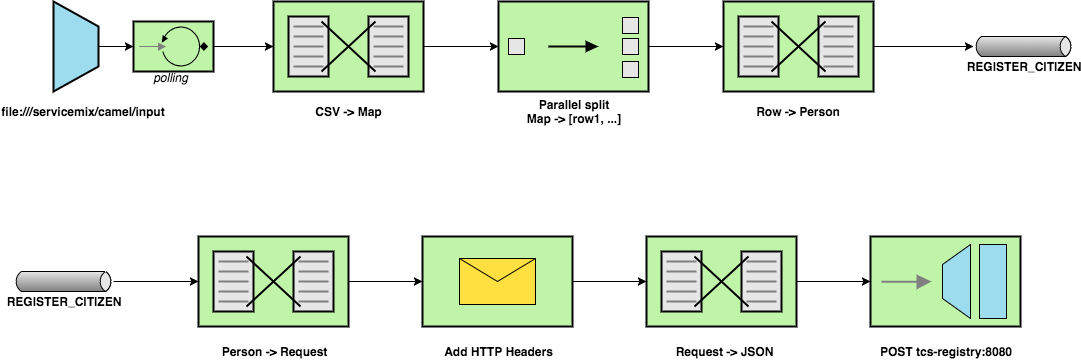 polling
file:///servicemix/camel/input
CSV -> Map
Parallel split
Map -> [row1, ...]
Row -> Person
REGISTER_CITIZEN
REGISTER_CITIZEN
Person -> Request
Add HTTP Headers
Request -> JSON
POST tcs-registry:8080